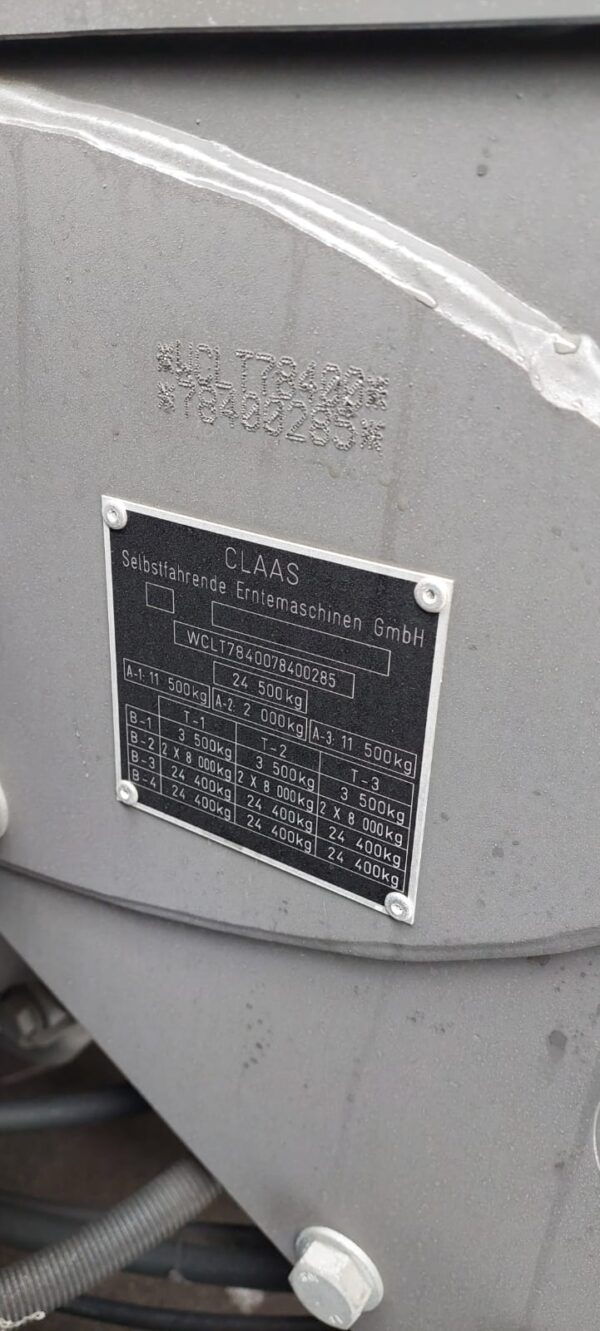 *WCLT78400*
*78400285*
CLAAS
Selbstfahrende Erntemaschinen GmbH
WCLT7840078400285
24 500kg
A-1: 11 500kg A-2: 2 000kg A-3: 11 500kg
T-1 T-2 T-3
B-1 3 500kg 3 500kg 3 500kg
B-2 2 X 8 000kg 2 X 8 000kg 2 X 8 000kg
B-3 24 400kg 24 400kg 24 400kg
B-4 24 400kg 24 400kg 24 400kg